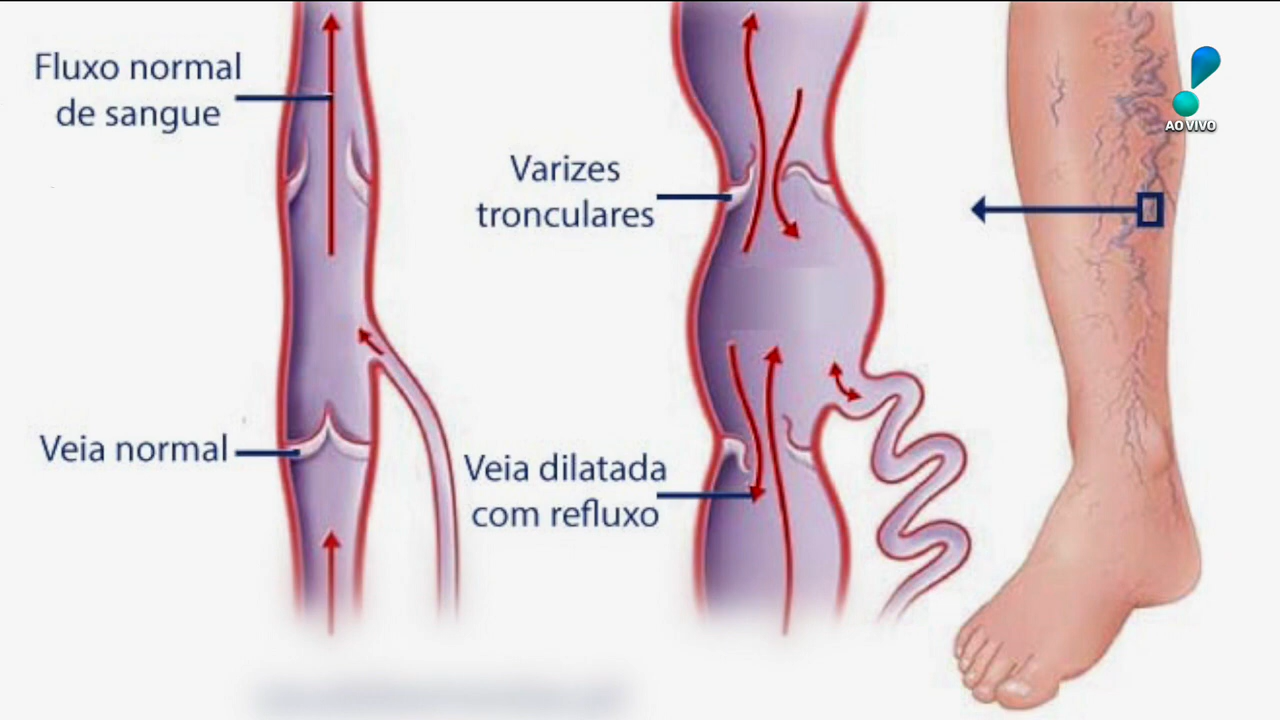 Fluxo normal
de sangue
Varizes
tronculares
AO VIVO
Veia normal
Veia dilatada
com refluxo